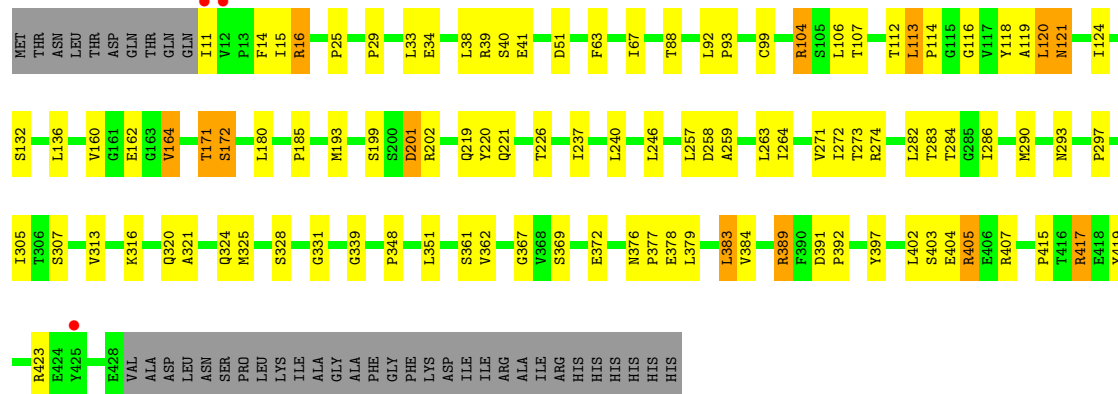 MET THR ASN LEU THR ASP GLN THR GLN GLN I11 V12 P13 F14 I15 R16 P25 P29 L33 E34 L38 R39 S40 E41 D51 F63 I67 T88 L92 P93 C99 R104 S105 L106 T107 T112 L113 P114 G115 G116 V117 Y118 A119 L120 N121 I124
S132 L136 V160 G161 E162 G163 V164 T171 S172 L180 P185 M193 S199 S200 D201 R202 Q219 Y220 Q221 T226 I237 L240 L246 L257 D258 A259 L263 I264 V271 I272 T273 R274 L282 T283 T284 G285 I286 M290 N293 P297
I305 T306 S307 V313 K316 Q320 A321 Q324 M325 S328 G331 G339 P348 L351 S361 V362 G367 V368 S369 E372 N376 P377 E378 L379 L383 V384 R389 F390 D391 P392 Y397 L402 S403 E404 R405 E406 R407 P415 T416 R417 E418 Y419
R423 E424 Y425 E428 VAL ALA ASP LEU ASN SER PRO LEU LYS ILE ALA GLY ALA PHE GLY PHE LYS ASP ILE ILE ARG ALA ILE ARG HIS HIS HIS HIS HIS HIS